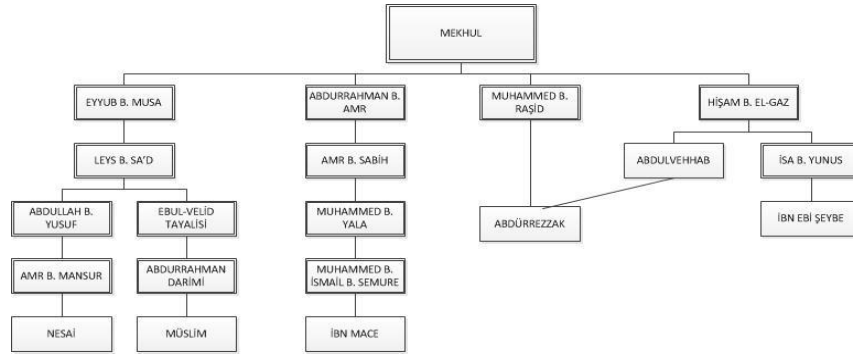 MEKHUL
EYYUB B. MUSA
ABDURRAHMAN B.
AMR
MUHAMMED B.
RAŞİD
HİŞAM B. EL-GAZ
LEYS B. SA'D
AMR B. SABİH
ABDULVEHHAB
İSA B. YUNUS
ABDULLAH B.
YUSUF
EBUL-VELİD
TAYALİSİ
MUHAMMED B.
YALA
ABDÜRREZZAK
İBN EBİ ŞEYBE
AMR B. MANSUR
ABDURRAHMAN
DARİMİ
MUHAMMED B.
İSMAİL B. SEMURE
NESAİ
MÜSLİM
İBN MACE